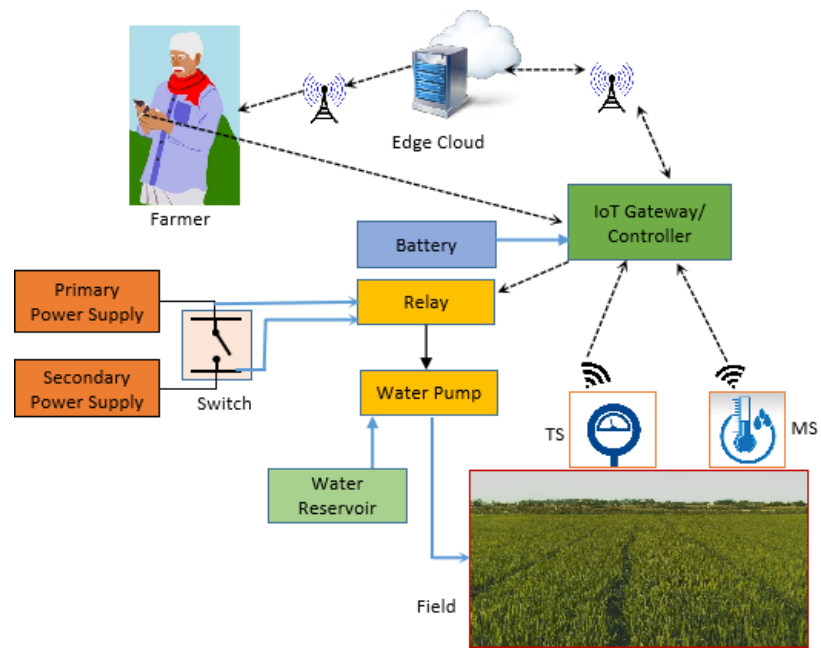 Edge Cloud
Farmer
IoT Gateway/
Controller
Battery
Primary
Power Supply
Relay
Secondary
Power Supply
Switch
Water Pump
TS
MS
Water
Reservoir
Field